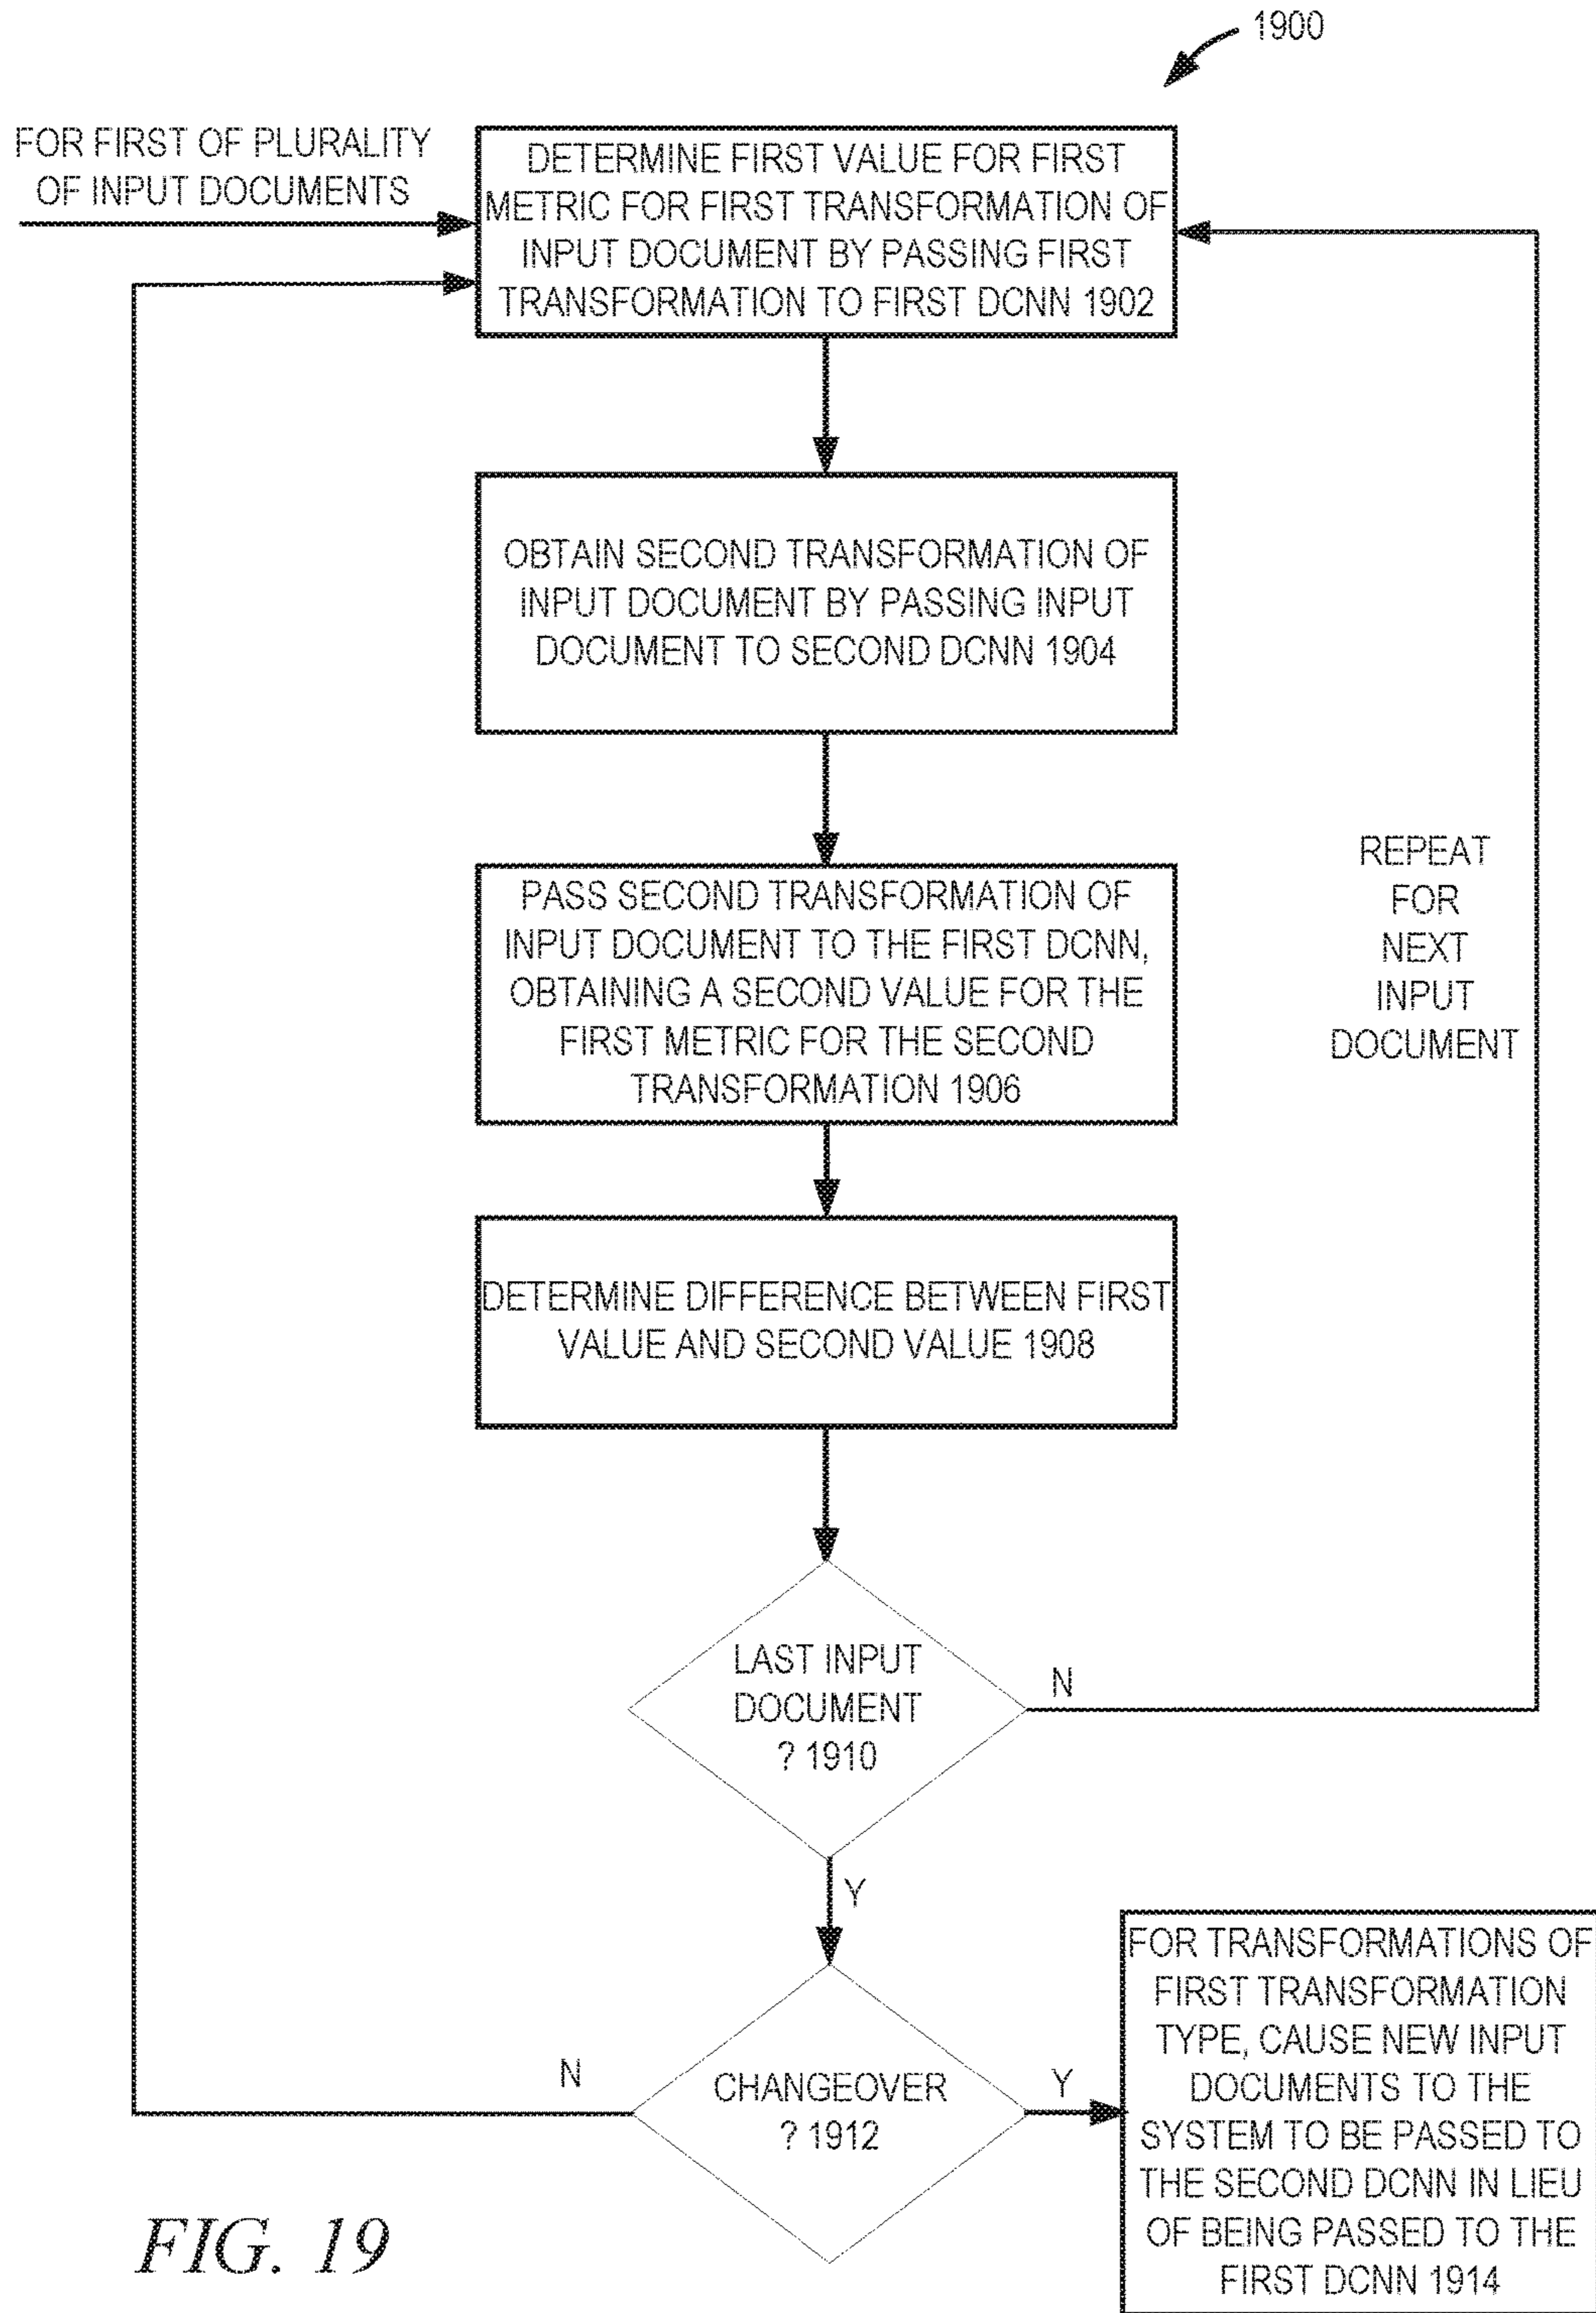 1900
FOR FIRST OF PLURALITY
OF INPUT DOCUMENTS
DETERMINE FIRST VALUE FOR FIRST
METRIC FOR FIRST TRANSFORMATION OF
INPUT DOCUMENT BY PASSING FIRST
TRANSFORMATION TO FIRST DCNN 1902
OBTAIN SECOND TRANSFORMATION OF
INPUT DOCUMENT BY PASSING INPUT
DOCUMENT TO SECOND DCNN 1904
PASS SECOND TRANSFORMATION OF
INPUT DOCUMENT TO THE FIRST DCNN,
OBTAINING A SECOND VALUE FOR THE
FIRST METRIC FOR THE SECOND
TRANSFORMATION 1906
REPEAT
FOR
NEXT
INPUT
DOCUMENT
DETERMINE DIFFERENCE BETWEEN FIRST
VALUE AND SECOND VALUE 1908
LAST INPUT
DOCUMENT
? 1910
N
Y
CHANGEOVER
? 1912
N
Y
FOR TRANSFORMATIONS OF
FIRST TRANSFORMATION
TYPE, CAUSE NEW INPUT
DOCUMENTS TO THE
SYSTEM TO BE PASSED TO
THE SECOND DCNN IN LIEU
OF BEING PASSED TO THE
FIRST DCNN 1914
FIG. 19